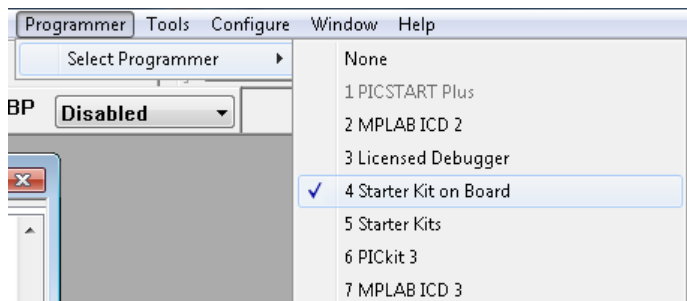 Programmer Tools Configure Window Help
Select Programmer
None
1 PICSTART Plus
BP Disabled
2 MPLAB ICD 2
3 Licensed Debugger
4 Starter Kit on Board
5 Starter Kits
6 PICkit 3
7 MPLAB ICD 3